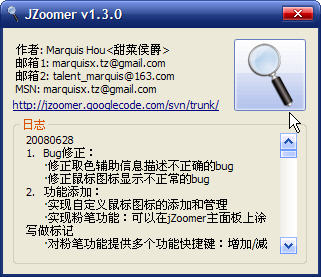 JZoomer v1.3.0
作者: Marquis Hou<甜菜侯爵>
邮箱1: marquisx.tz@gmail.com
邮箱2: talent_marquis@163.com
MSN: marquisx.tz@gmail.com
http://jzoomer.googlecode.com/svn/trunk/
日志
20080628
1. Bug修正：
·修正取色辅助信息描述不正确的bug
·修正鼠标图标显示不正常的bug
2. 功能添加：
·实现自定义鼠标图标的添加和管理
·实现粉笔功能：可以在jZoomer主面板上涂
写做标记
·对粉笔功能提供多个功能快捷键：增加/减